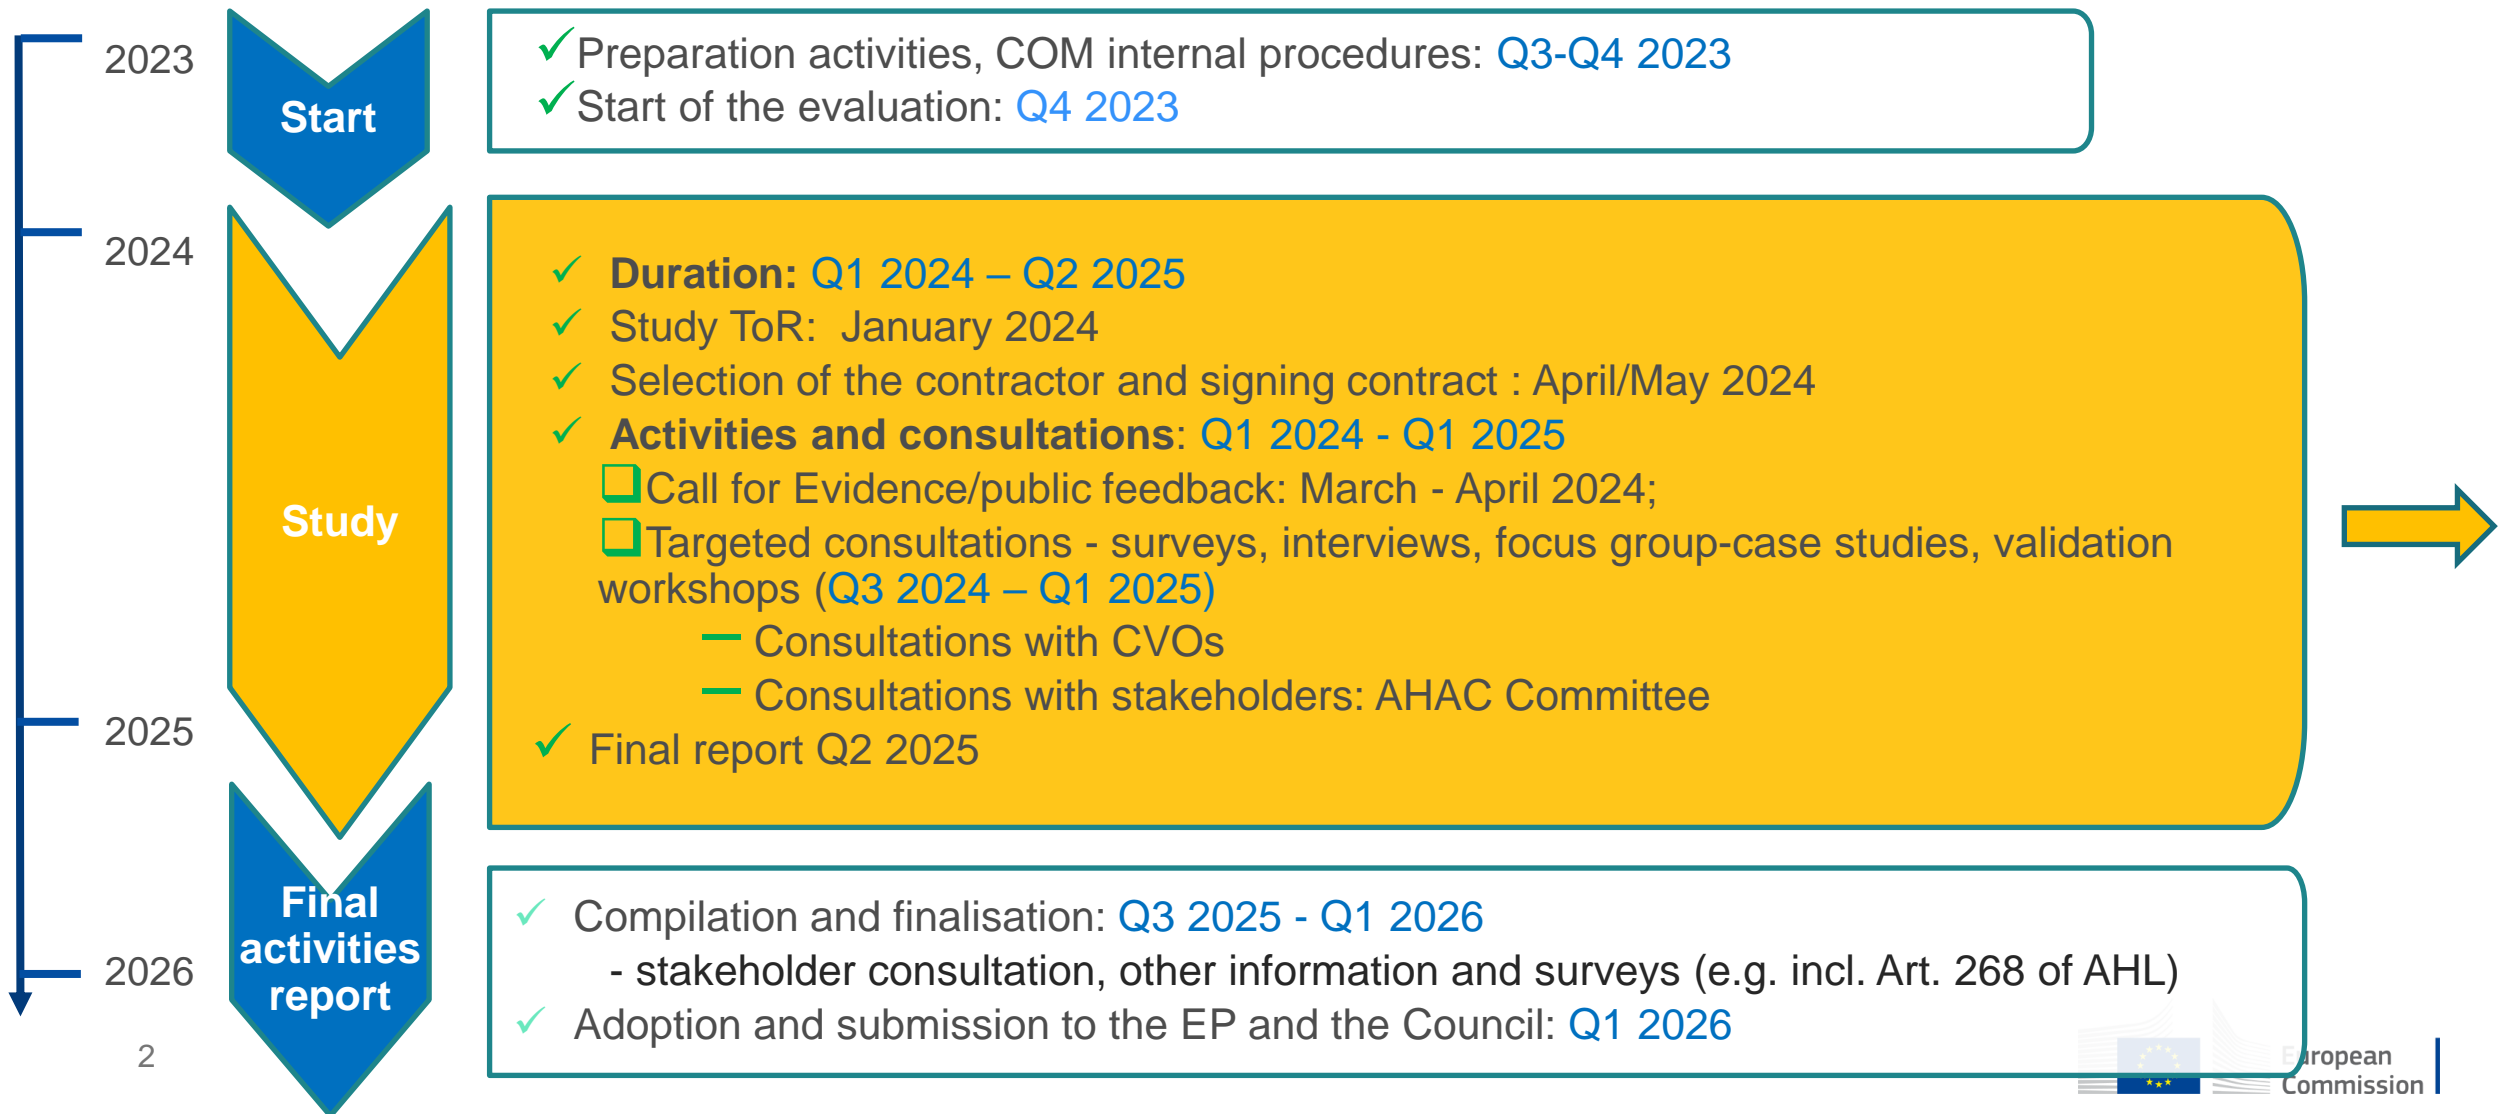 2023
Start
✓Preparation activities, COM internal procedures: Q3-Q4 2023
✓Start of the evaluation: Q4 2023
2024
Study
✓ Duration: Q1 2024 – Q2 2025
✓ Study ToR: January 2024
✓ Selection of the contractor and signing contract : April/May 2024
✓ Activities and consultations: Q1 2024 - Q1 2025
❑Call for Evidence/public feedback: March - April 2024;
❑Targeted consultations - surveys, interviews, focus group-case studies, validation
workshops (Q3 2024 – Q1 2025)
— Consultations with CVOs
— Consultations with stakeholders: AHAC Committee
✓ Final report Q2 2025
2025
Final
activities
report
✓ Compilation and finalisation: Q3 2025 - Q1 2026
- stakeholder consultation, other information and surveys (e.g. incl. Art. 268 of AHL)
✓ Adoption and submission to the EP and the Council: Q1 2026
2026
2
European
Commission